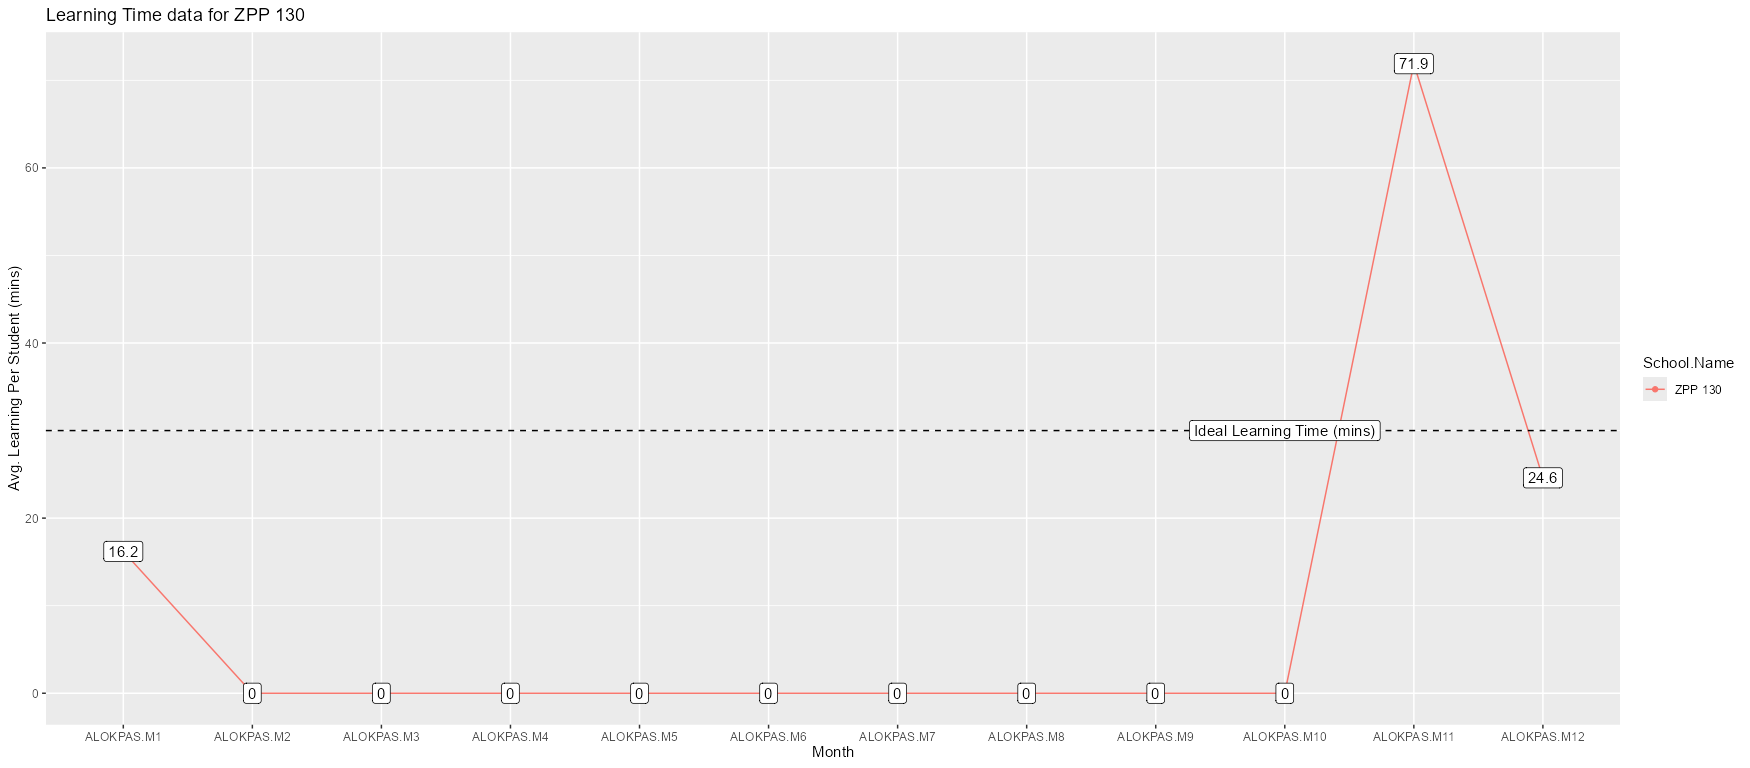 Learning Time data for ZPP 130
Avg. Learning Per Student (mins)
60
40
20
0
71.9
Ideal Learning Time (mins)
24.6
16.2
0
0
0
0
0
0
0
0
0
ALOKPAS.M1
ALOKPAS.M2
ALOKPAS.M3
ALOKPAS.M4
ALOKPAS.M5
ALOKPAS.M6
ALOKPAS.M7
ALOKPAS.M8
ALOKPAS.M9
ALOKPAS.M10
ALOKPAS.M11
ALOKPAS.M12
Month
School.Name
ZPP 130